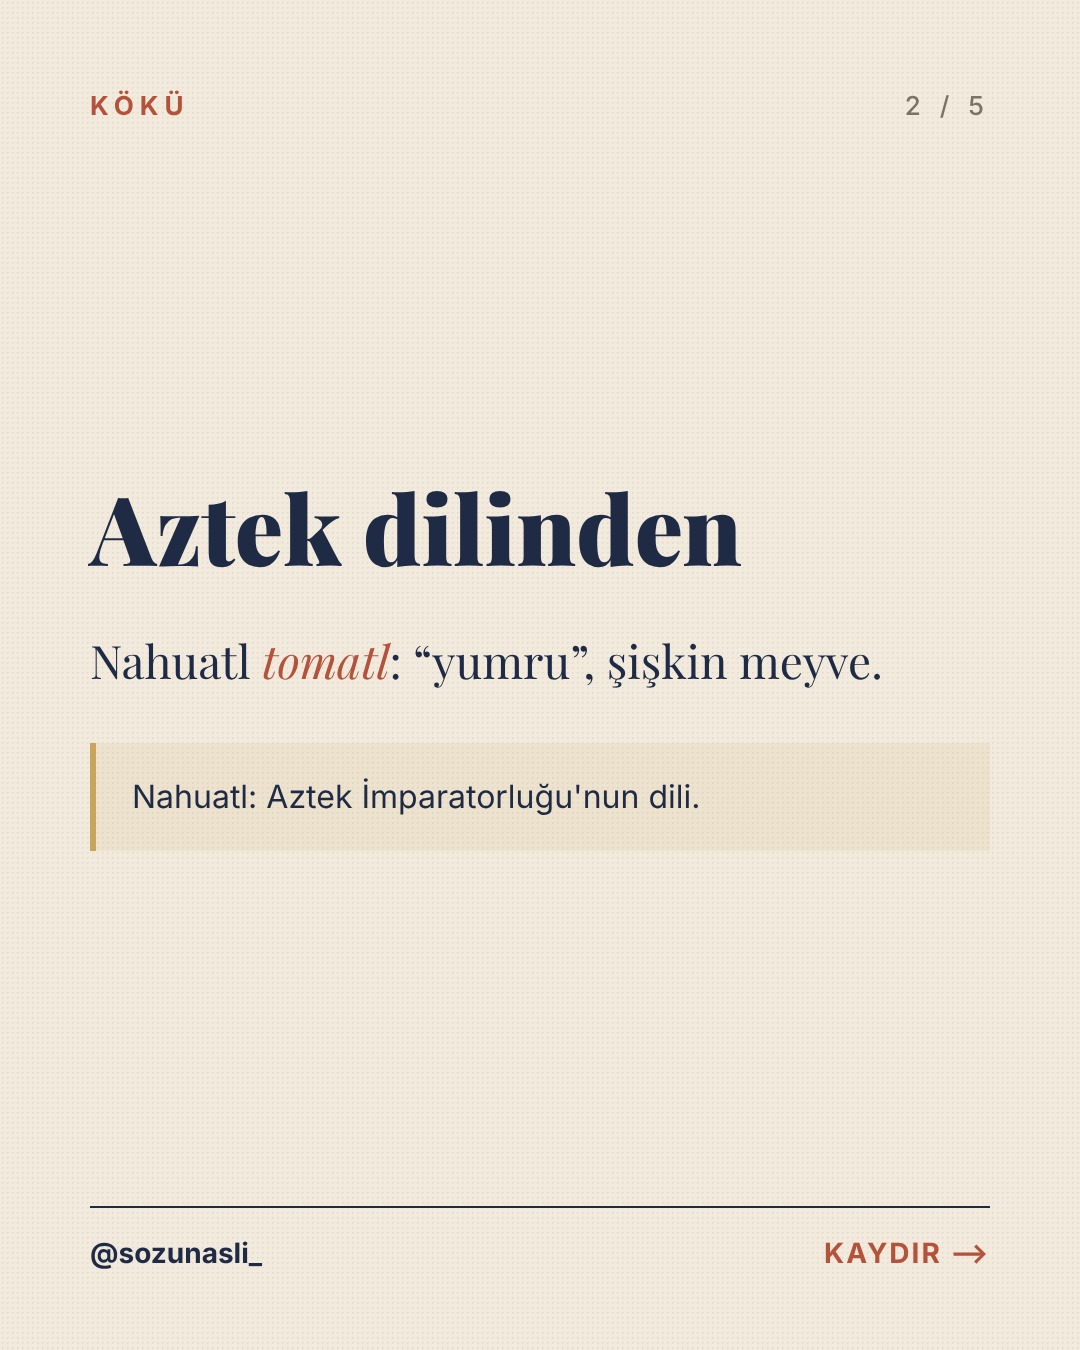 KÖKÜ
2 / 5
Aztek dilinden
Nahuatl tomatl: “yumru”, şişkin meyve.
Nahuatl: Aztek İmparatorluğu'nun dili.
@sozunasli_
KAYDIR →